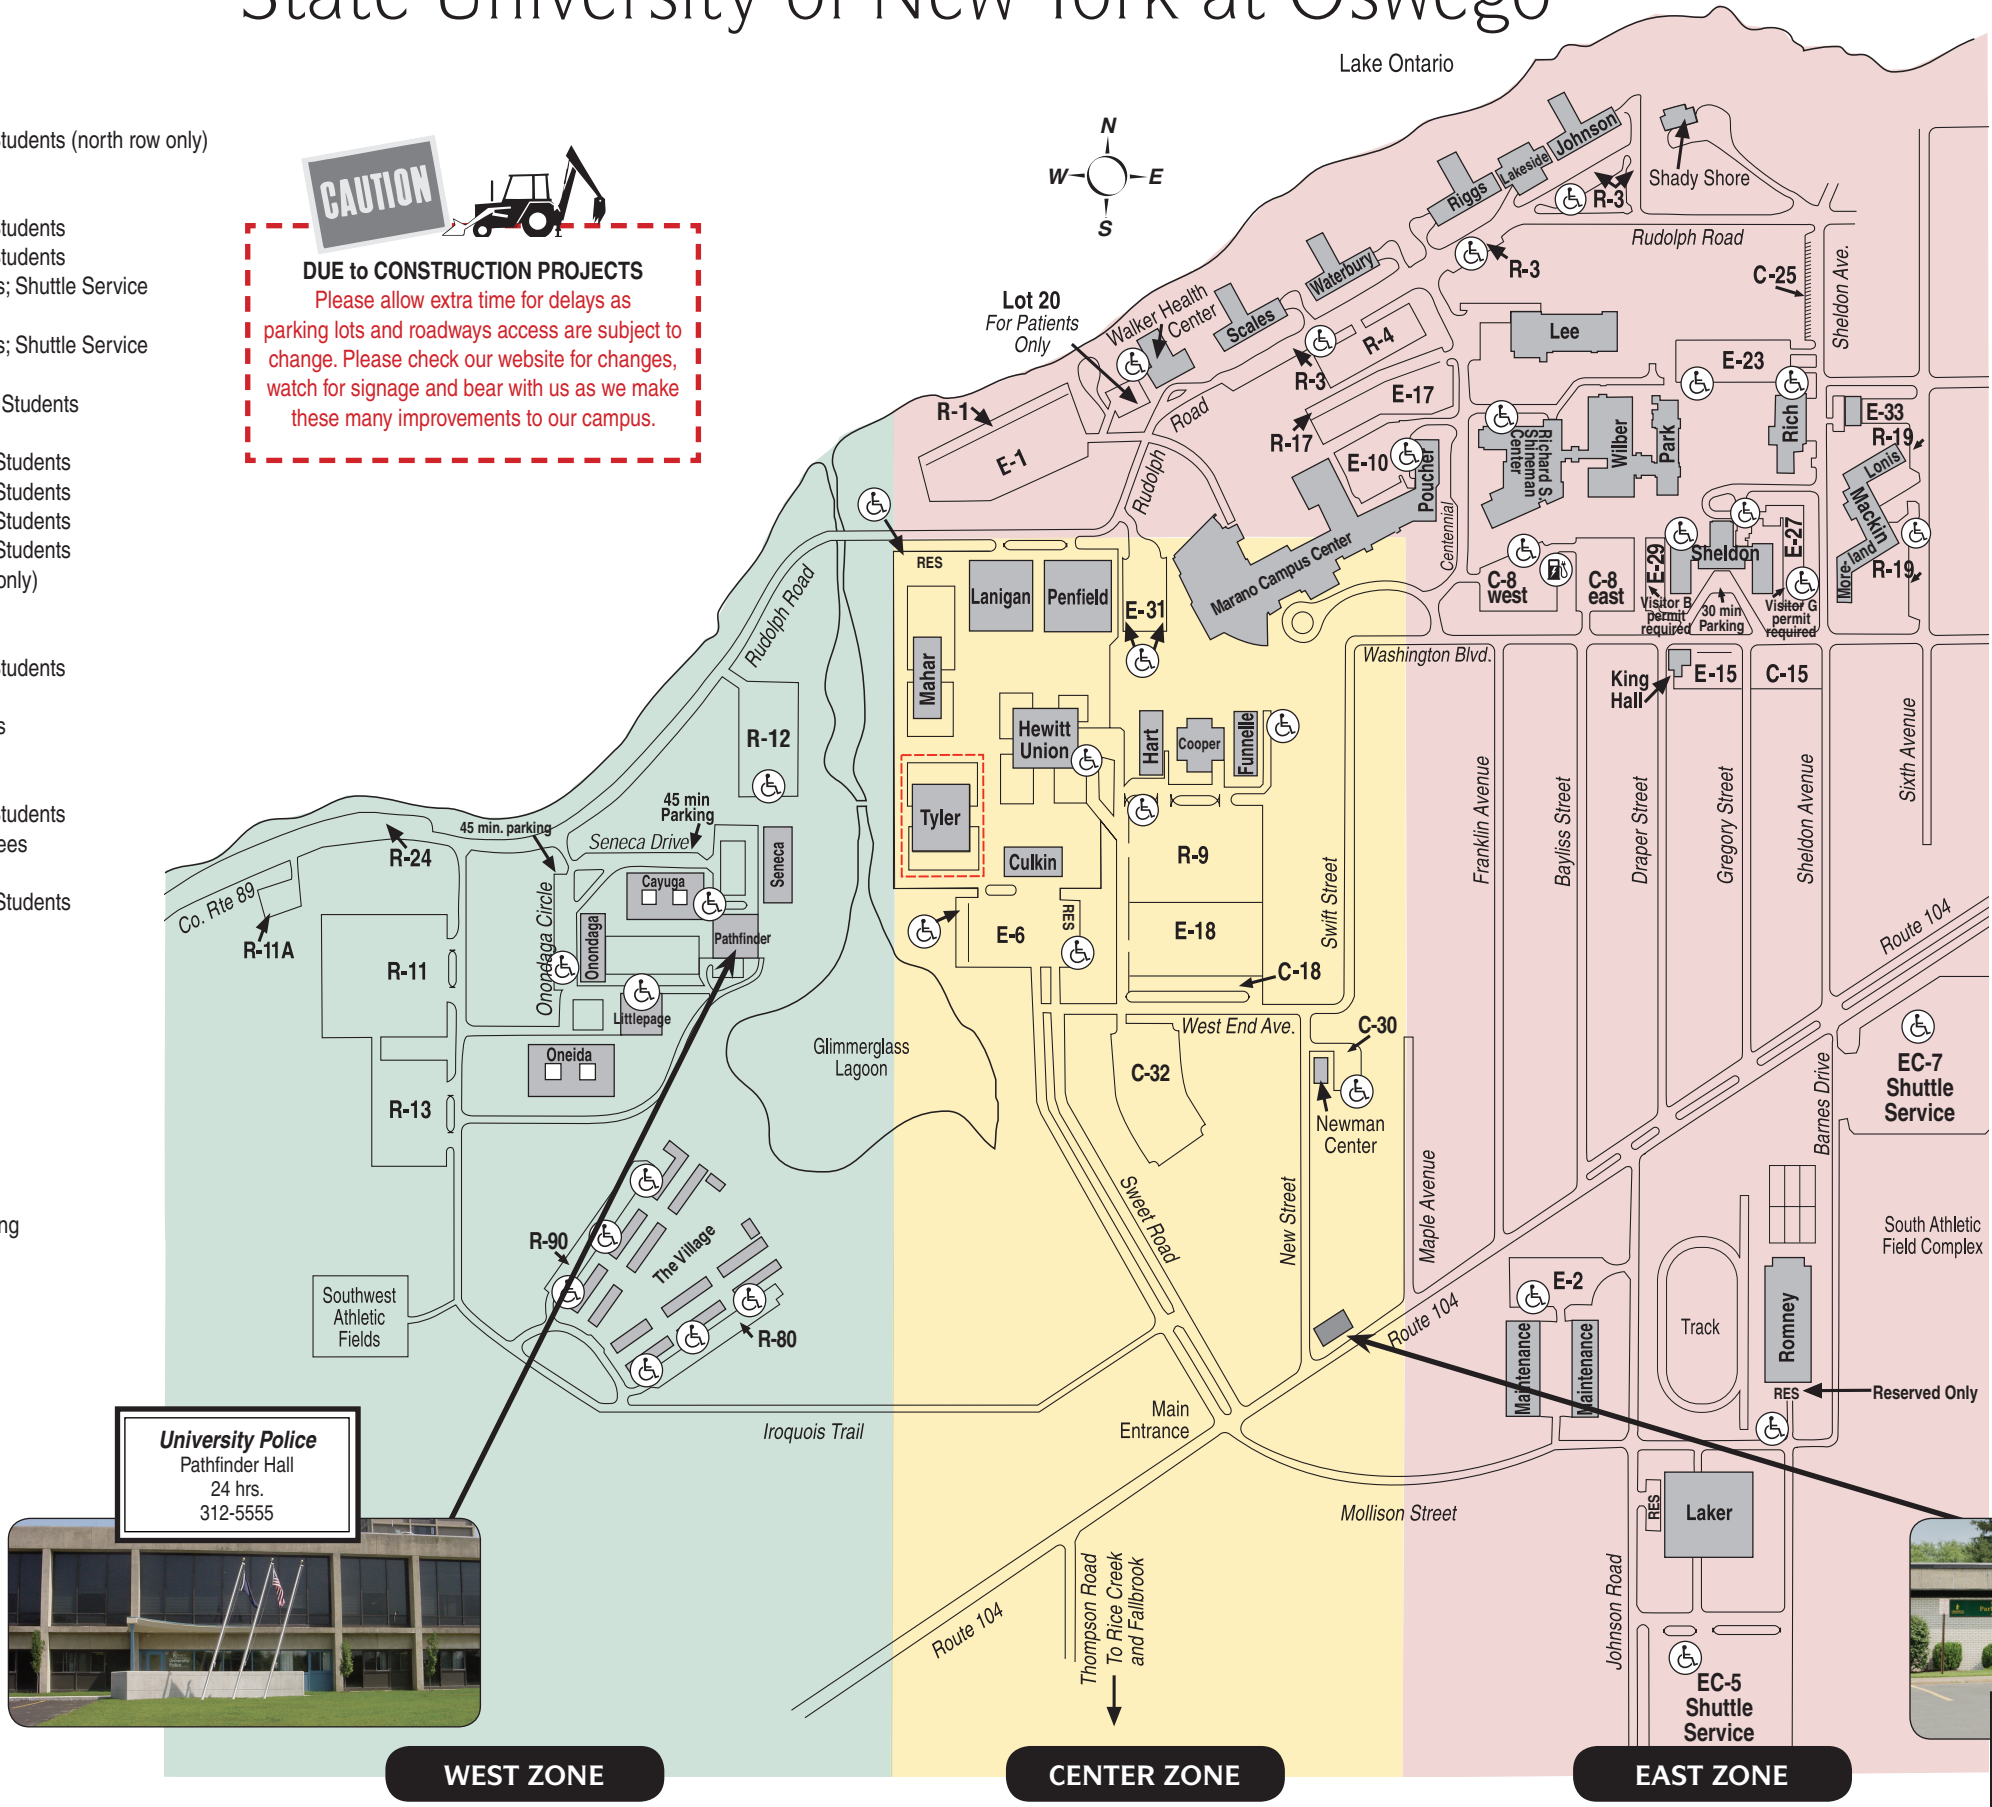 State University of New York at Oswego
Lake Ontario
Students (north row only)
Students
Students
s; Shuttle Service
s; Shuttle Service
Students
Students
Students
Students
Students
only)
Students
s
Students
ees
Students
ng
CAUTION
DUE to CONSTRUCTION PROJECTS
Please allow extra time for delays as
parking lots and roadways access are subject to
change. Please check our website for changes,
watch for signage and bear with us as we make
these many improvements to our campus.
N
W
E
S
Johnson
Lakeside
Riggs
Shady Shore
R-3
Rudolph Road
R-3
C-25
Sheldon Ave.
Waterbury
Lot 20
For Patients
Only
Walker Health
Center
Scales
R-4
R-3
Lee
E-23
R-1
E-1
Road
Rudolph
E-17
R-17
E-10
Poucher
Centennial
Richard S.
Shineman
Center
Wilber
Park
Rich
E-33
R-19
Lonis
Mackin
More-
land
R-19
RES
Lanigan
Penfield
E-31
Marano Campus Center
C-8
west
C-8
east
E-29
Sheldon
E-27
Visitor B
permit
required
30 min
Parking
Visitor G
permit
required
Rudolph Road
Mahar
Washington Blvd.
King
Hall
E-15
C-15
R-12
Hewitt
Union
Hart
Cooper
Funnelle
Franklin Avenue
Bayliss Street
Draper Street
Gregory Street
Sheldon Avenue
Sixth Avenue
Tyler
Culkin
45 min
Parking
45 min. parking
Seneca Drive
Seneca
R-24
Co. Rte 89
R-11A
R-11
Onondaga Circle
Cayuga
Onondaga
Pathfinder
Littlepage
Oneida
R-13
R-9
E-18
C-18
E-6
RES
Swift Street
West End Ave.
C-30
C-32
Newman
Center
Glimmerglass
Lagoon
Route 104
EC-7
Shuttle
Service
Barnes Drive
South Athletic
Field Complex
R-90
The Village
R-80
Southwest
Athletic
Fields
Sweet Road
New Street
Maple Avenue
Route 104
E-2
Maintenance
Maintenance
Track
Romney
RES
Reserved Only
Iroquois Trail
Main
Entrance
Mollison Street
RES
Laker
Johnson Road
EC-5
Shuttle
Service
Route 104
Thompson Road
To Rice Creek
and Fallbrook
University Police
Pathfinder Hall
24 hrs.
312-5555
WEST ZONE
CENTER ZONE
EAST ZONE